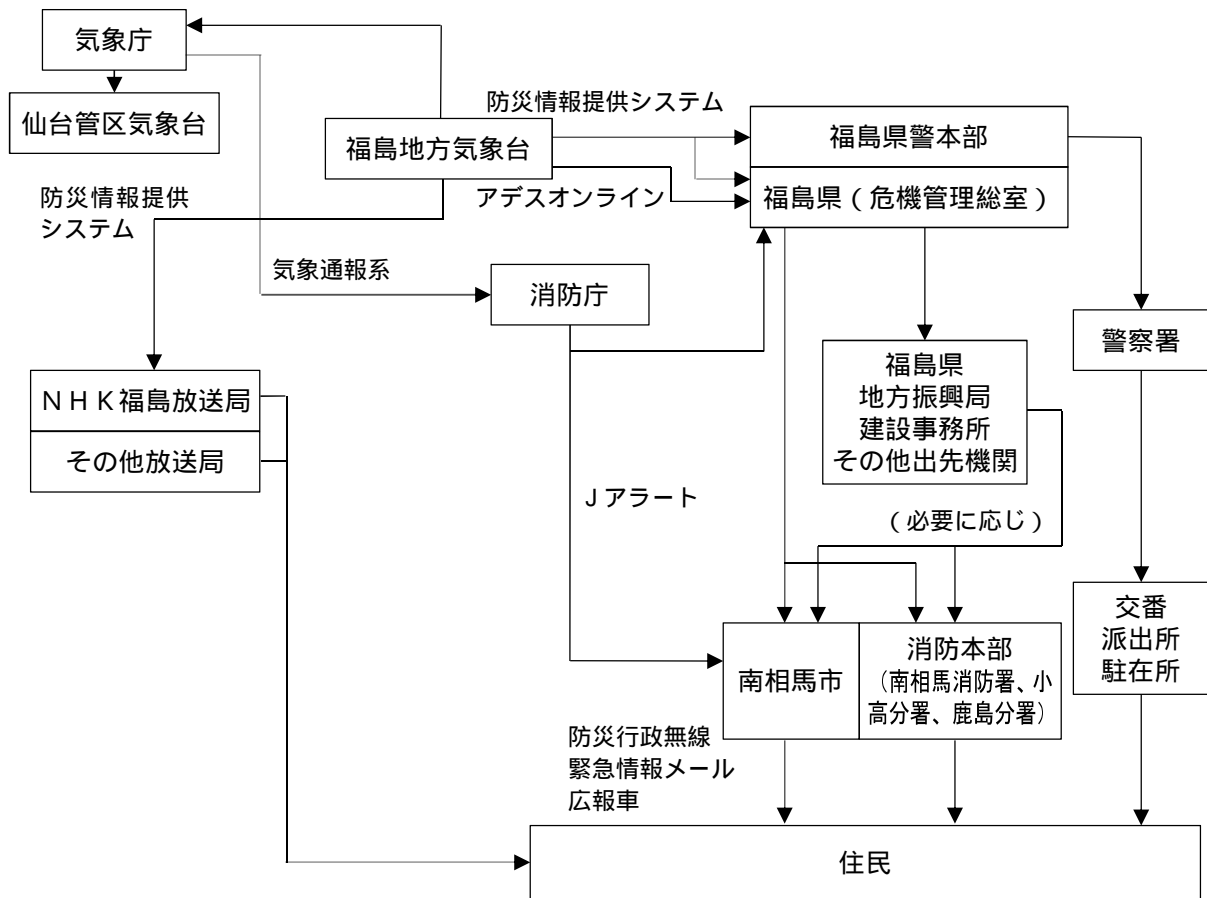 気象庁
仙台管区気象台
防災情報提供システム
福島地方気象台
福島県警本部
福島県（危機管理総室）
アデスオンライン
防災情報提供
システム
気象通報系
消防庁
警察署
福島県
地方振興局
建設事務所
その他出先機関
ＮＨＫ福島放送局
その他放送局
Ｊアラート
（必要に応じ）
交番
派出所
駐在所
南相馬市
消防本部
（南相馬消防署、小
高分署、鹿島分署）
防災行政無線
緊急情報メール
広報車
住民